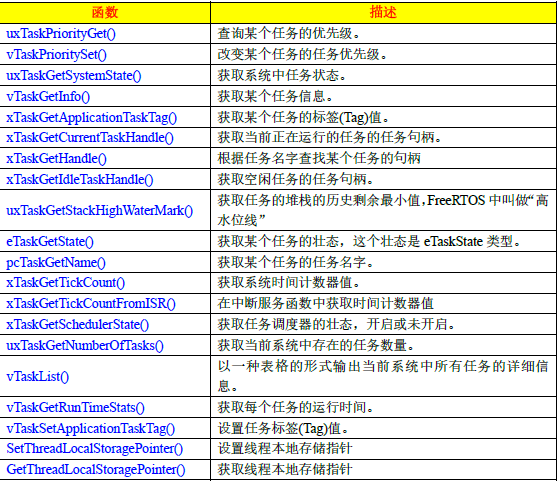 函数 描述
uxTaskPriorityGet() 查询某个任务的优先级。
vTaskPrioritySet() 改变某个任务的任务优先级。
uxTaskGetSystemState() 获取系统中任务状态。
vTaskGetInfo() 获取某个任务信息。
xTaskGetApplicationTaskTag() 获取某个任务的标签(Tag)值。
xTaskGetCurrentTaskHandle() 获取当前正在运行的任务的任务句柄。
xTaskGetHandle() 根据任务名字查找某个任务的句柄
xTaskGetIdleTaskHandle() 获取空闲任务的任务句柄。
uxTaskGetStackHighWaterMark() 获取任务的堆栈的历史剩余最小值，FreeRTOS 中叫做“高
水位线”
eTaskGetState() 获取某个任务的壮态，这个壮态是 eTaskState 类型。
pcTaskGetName() 获取某个任务的任务名字。
xTaskGetTickCount() 获取系统时间计数器值。
xTaskGetTickCountFromISR() 在中断服务函数中获取时间计数器值
xTaskGetSchedulerState() 获取任务调度器的壮态，开启或未开启。
uxTaskGetNumberOfTasks() 获取当前系统中存在的任务数量。
vTaskList() 以一种表格的形式输出当前系统中所有任务的详细信
息。
vTaskGetRunTimeStats() 获取每个任务的运行时间。
vTaskSetApplicationTaskTag() 设置任务标签(Tag)值。
SetThreadLocalStoragePointer() 设置线程本地存储指针
GetThreadLocalStoragePointer() 获取线程本地存储指针